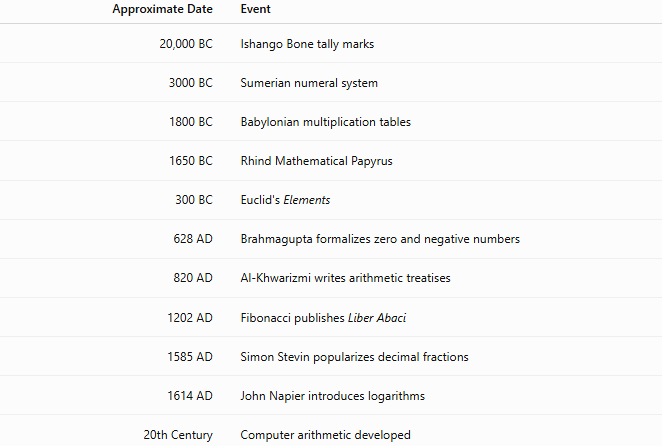 Approximate Date Event
20,000 BC Ishango Bone tally marks
3000 BC Sumerian numeral system
1800 BC Babylonian multiplication tables
1650 BC Rhind Mathematical Papyrus
300 BC Euclid's Elements
628 AD Brahmagupta formalizes zero and negative numbers
820 AD Al-Khwarizmi writes arithmetic treatises
1202 AD Fibonacci publishes Liber Abaci
1585 AD Simon Stevin popularizes decimal fractions
1614 AD John Napier introduces logarithms
20th Century Computer arithmetic developed